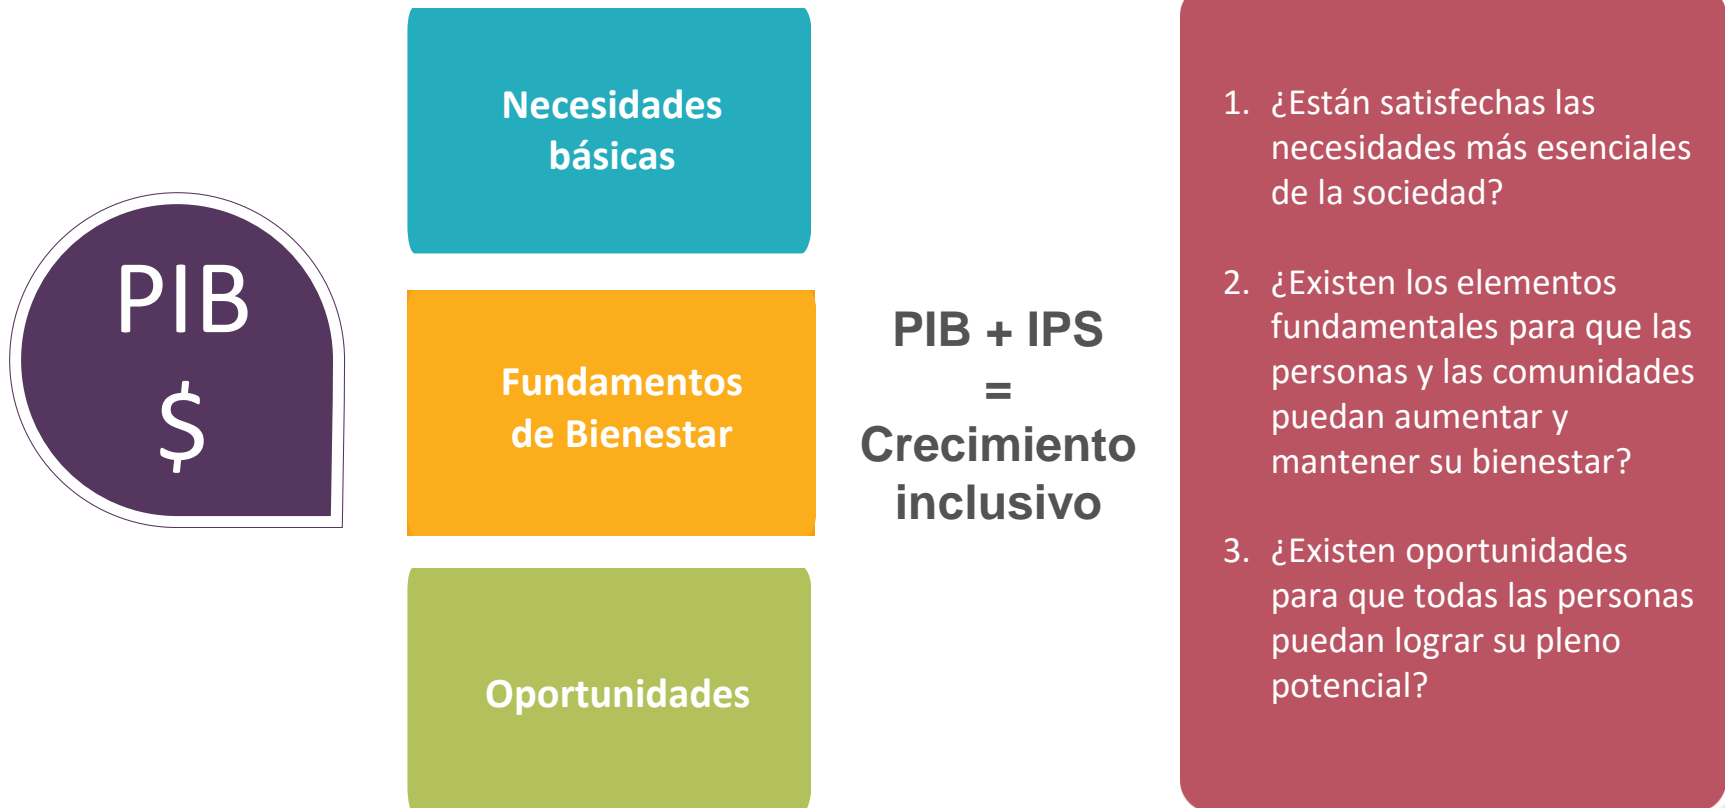 PIB
$
Necesidades
básicas
Fundamentos
de Bienestar
Oportunidades
PIB + IPS
=
Crecimiento
inclusivo
1. ¿Están satisfechas las
necesidades más esenciales
de la sociedad?
2. ¿Existen los elementos
fundamentales para que las
personas y las comunidades
puedan aumentar y
mantener su bienestar?
3. ¿Existen oportunidades
para que todas las personas
puedan lograr su pleno
potencial?